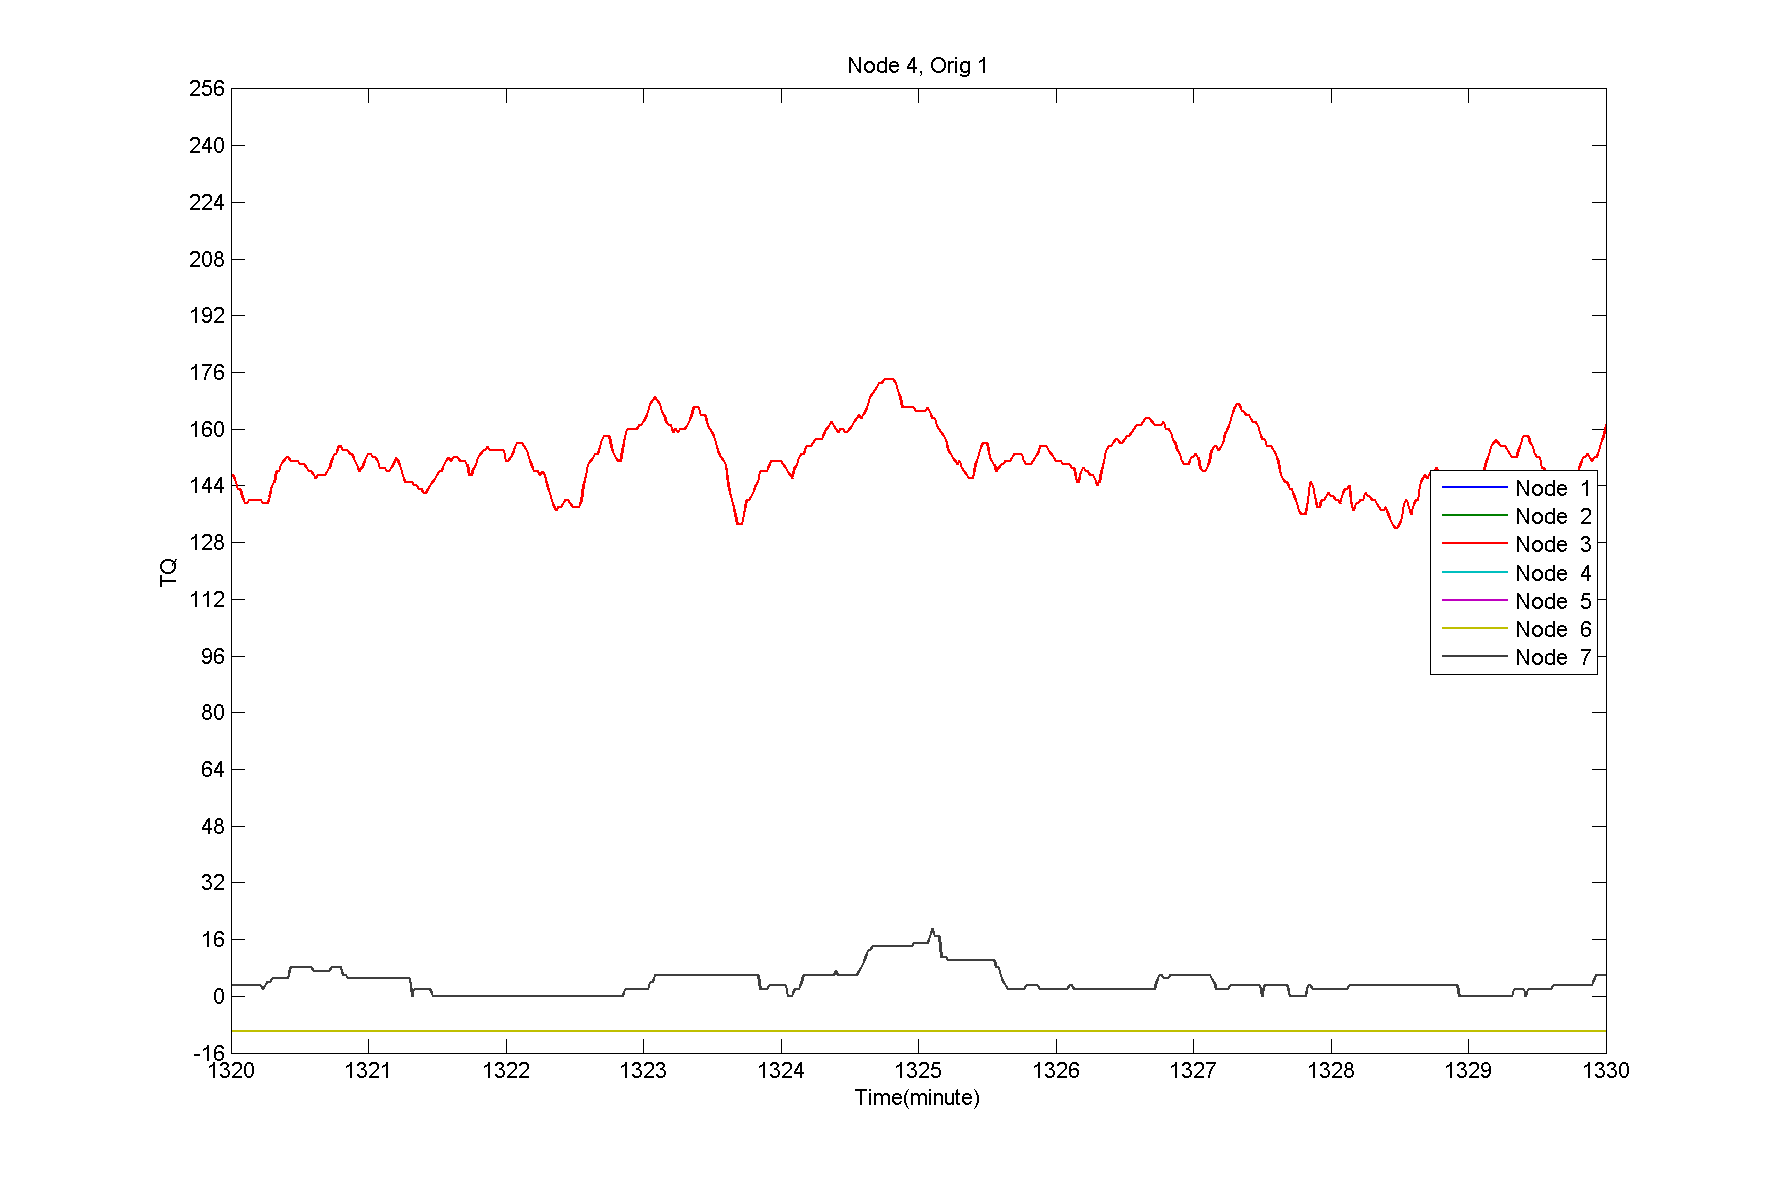 Node 4, Orig 1
256
240
224
208
192
176
160
144
128
112
96
80
64
48
32
16
0
-16
TQ
Node 1
Node 2
Node 3
Node 4
Node 5
Node 6
Node 7
1320 1321 1322 1323 1324 1325 1326 1327 1328 1329 1330
Time(minute)